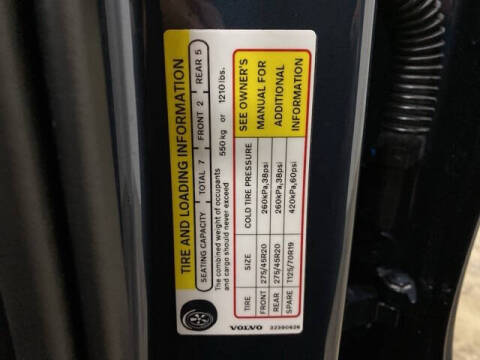 TIRE AND LOADING INFORMATION
SEATING CAPACITY TOTAL 7 FRONT 2 REAR 5
The combined weight of occupants 550 kg or 1210 lbs.
and cargo should never exceed
TIRE SIZE COLD TIRE PRESSURE
FRONT 275/45R20 260kPa,38psi
REAR 275/45R20 260kPa,38psi
SPARE T125/70R19 420kPa,60psi
SEE OWNER'S
MANUAL FOR
ADDITIONAL
INFORMATION
VOLVO